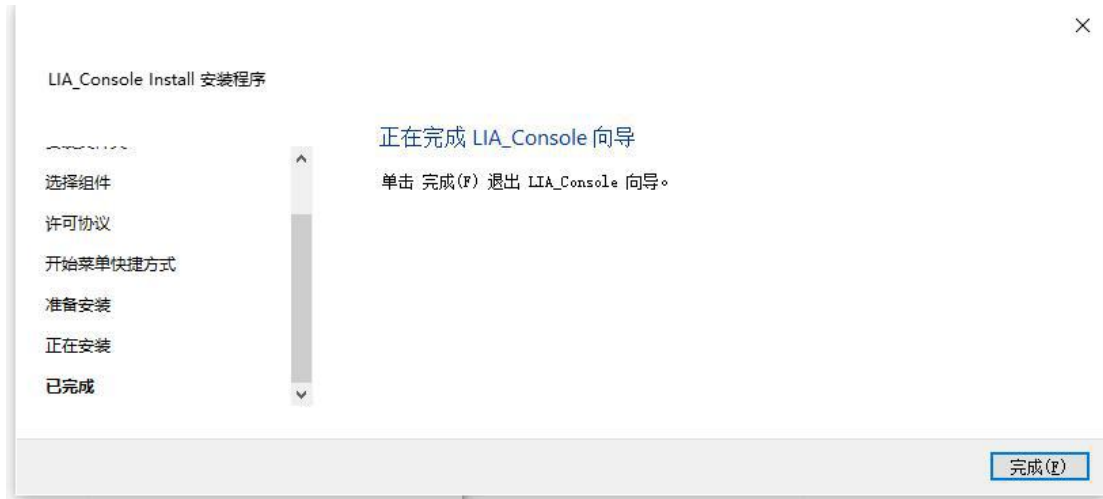 LIA_Console Install 安装程序
正在完成 LIA_Console 向导
单击 完成(F) 退出 LIA_Console 向导。
选择组件
许可协议
开始菜单快捷方式
准备安装
正在安装
已完成
完成(F)